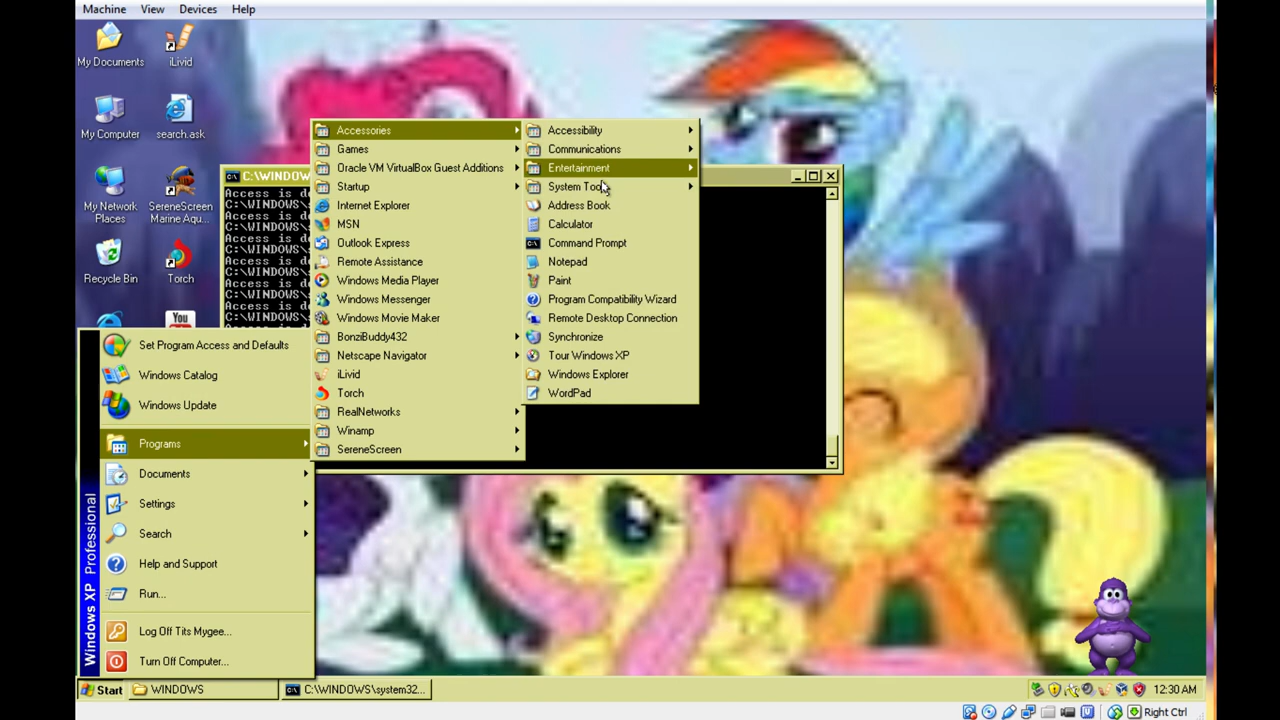 Machine View Devices Help
My Documents
iLivid
My Computer
search.ask
My Network
Places
SereneScreen
Marine Aqu...
Recycle Bin
Torch
You
C:\WINDOW
Access is d
C:\WINDOWS\
Access is d
C:\WINDOWS\
Access is d
C:\WINDOWS\
Access is d
C:\WINDOWS\
Access is d
C:\WINDOWS\
Access is d
C:\WINDOWS\
Access is d
C:\WINDOWS\
Set Program Access and Defaults
Windows Catalog
Windows Update
Programs
Documents
Settings
Search
Help and Support
Run...
Log Off Tits Mygee...
Turn Off Computer...
Windows XP Professional
Accessories
Games
Oracle VM VirtualBox Guest Additions
Startup
Internet Explorer
MSN
Outlook Express
Remote Assistance
Windows Media Player
Windows Messenger
Windows Movie Maker
BonziBuddy432
Netscape Navigator
iLivid
Torch
RealNetworks
Winamp
SereneScreen
Accessibility
Communications
Entertainment
System Tools
Address Book
Calculator
Command Prompt
Notepad
Paint
Program Compatibility Wizard
Remote Desktop Connection
Synchronize
Tour Windows XP
Windows Explorer
WordPad
Start
WINDOWS
C:\WINDOWS\system32...
12:30 AM
Right Ctrl